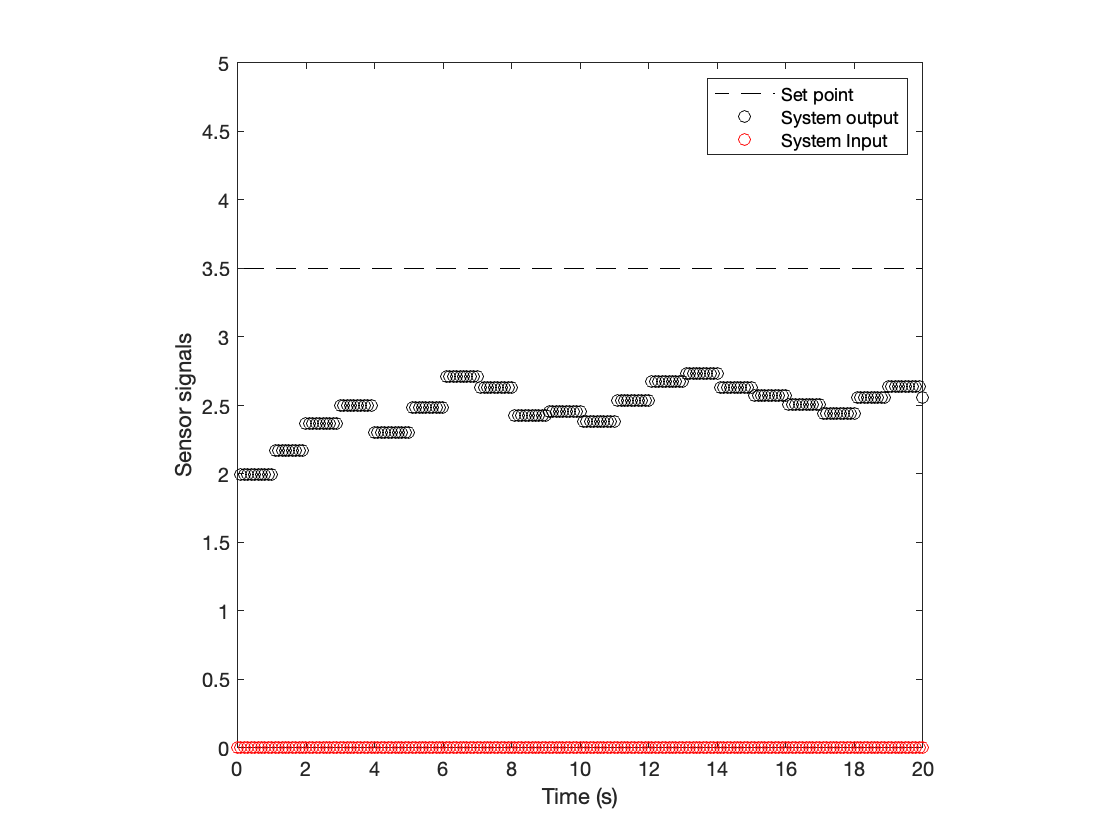 5
4.5
4
3.5
3
2.5
2
1.5
1
0.5
0
Sensor signals
Set point
System output
System Input
0 2 4 6 8 10 12 14 16 18 20
Time (s)